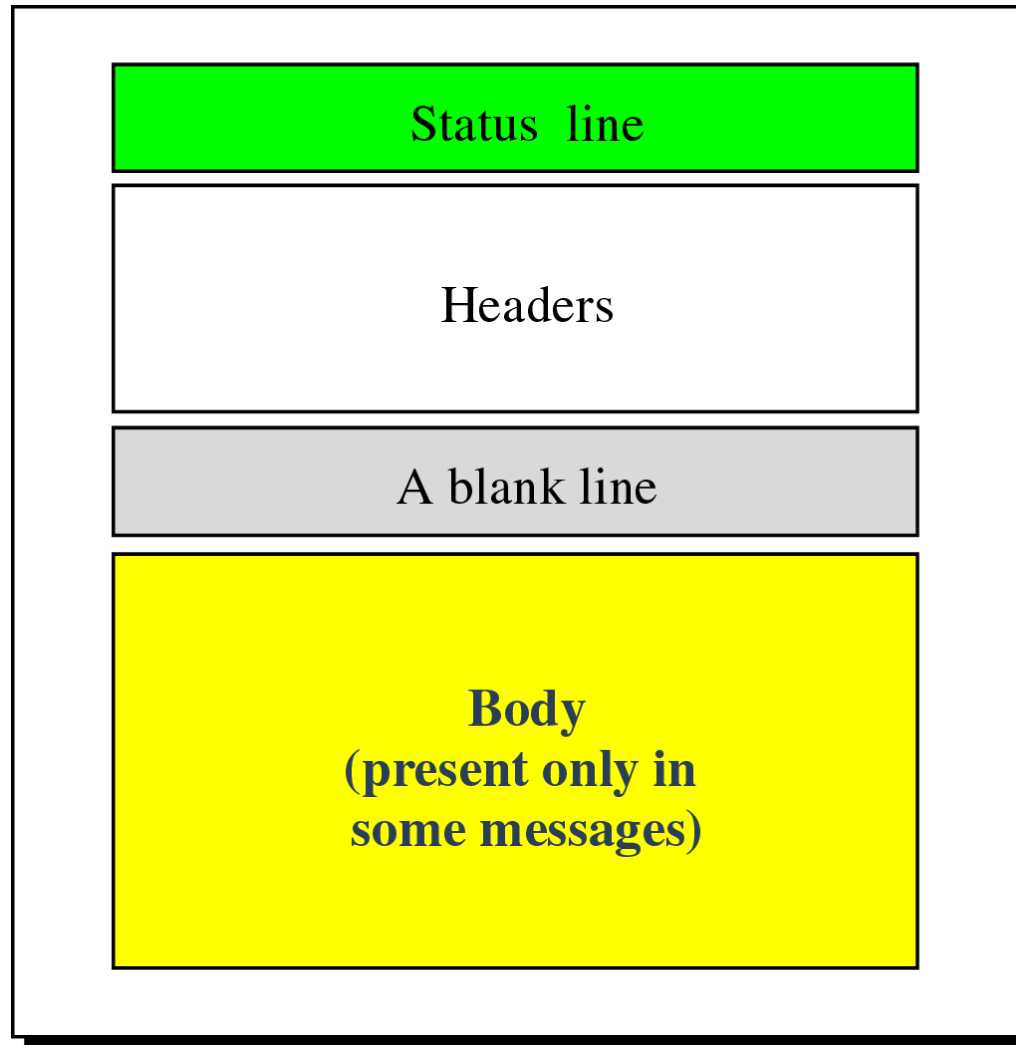 Status line
Headers
A blank line
Body
(present only in
some messages)